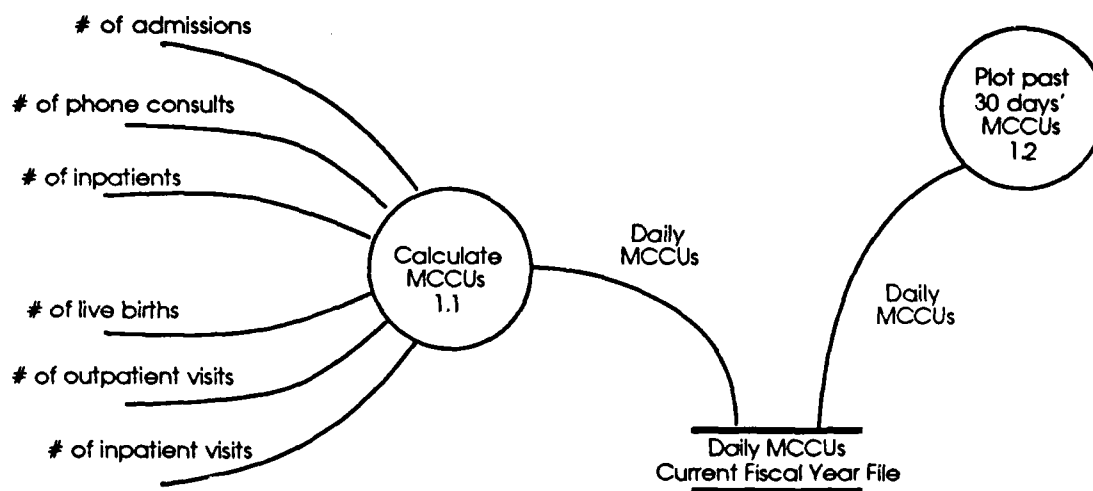 # of admissions
# of phone consults
# of inpatients
# of live births
# of outpatient visits
# of inpatient visits
Calculate
MCCUs
1.1
Daily
MCCUs
Plot past
30 days'
MCCUs
1.2
Daily
MCCUs
Daily MCCUs
Current Fiscal Year File